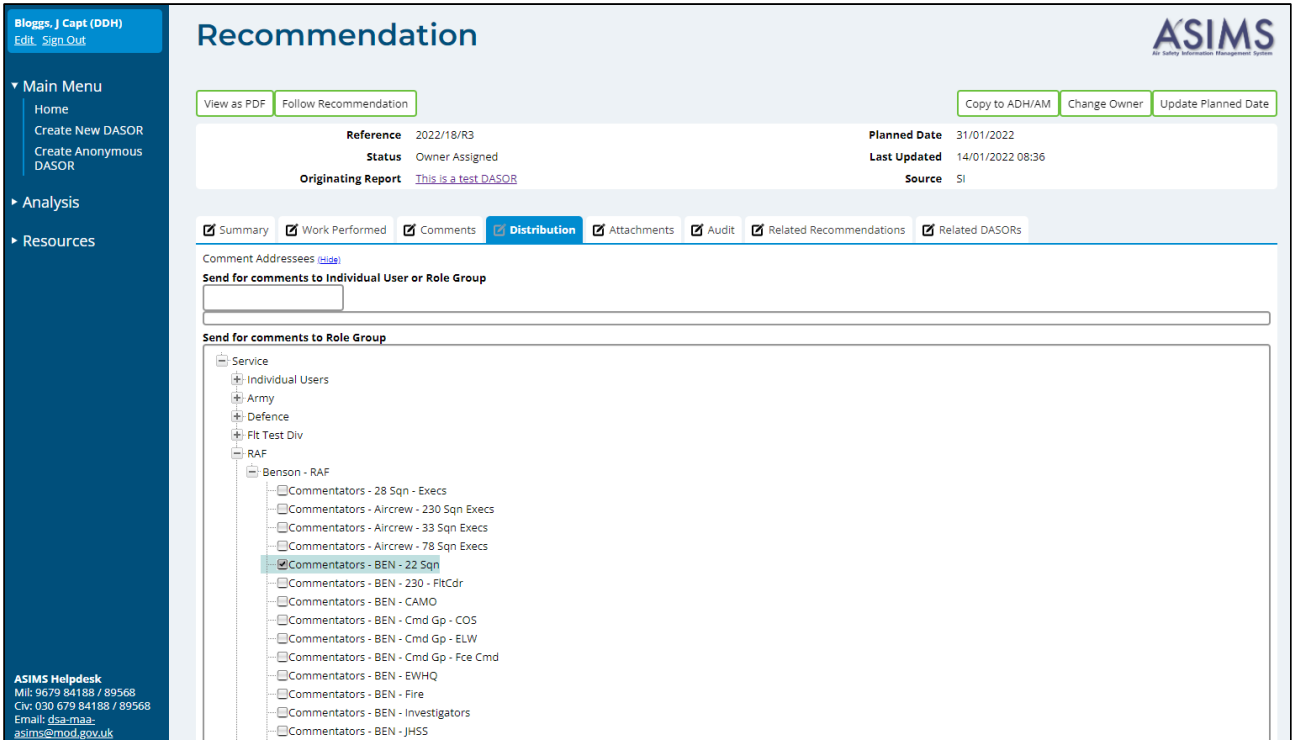 Bloggs, J Capt (DDH)
Edit Sign Out
Main Menu
Home
Create New DASOR
Create Anonymous
DASOR
Analysis
Resources
ASIMS Helpdesk
Mil: 9679 84188 / 89568
Civ: 030 679 84188 / 89568
Email: dsa-maa-
asims@mod.gov.uk
Recommendation
ASIMS
Air Safety Information Management System
View as PDF Follow Recommendation Copy to ADH/AM Change Owner Update Planned Date
Reference 2022/18/R3 Planned Date 31/01/2022
Status Owner Assigned Last Updated 14/01/2022 08:36
Originating Report This is a test DASOR Source SI
Summary Work Performed Comments Distribution Attachments Audit Related Recommendations Related DASORs
Comment Addressees (Hide)
Send for comments to Individual User or Role Group
Send for comments to Role Group
Service
Individual Users
Army
Defence
Flt Test Div
RAF
Benson - RAF
Commentators - 28 Sqn - Execs
Commentators - Aircrew - 230 Sqn Execs
Commentators - Aircrew - 33 Sqn Execs
Commentators - Aircrew - 78 Sqn Execs
Commentators - BEN - 22 Sqn
Commentators - BEN - 230 - FltCdr
Commentators - BEN - CAMO
Commentators - BEN - Cmd Gp - COS
Commentators - BEN - Cmd Gp - ELW
Commentators - BEN - Cmd Gp - Fce Cmd
Commentators - BEN - EWHQ
Commentators - BEN - Fire
Commentators - BEN - Investigators
Commentators - BEN - JHSS